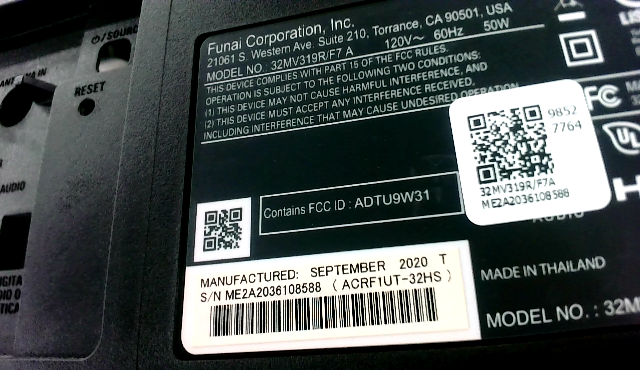 Funai Corporation, Inc.
21061 S. Western Ave. Suite 210, Torrance, CA 90501, USA
MODEL NO. 32MV319R/F7 A 120V~ 60Hz 50W
THIS DEVICE COMPLIES WITH PART 15 OF THE FCC RULES.
OPERATION IS SUBJECT TO THE FOLLOWING TWO CONDITIONS:
(1) THIS DEVICE MAY NOT CAUSE HARMFUL INTERFERENCE, AND
(2) THIS DEVICE MUST ACCEPT ANY INTERFERENCE RECEIVED.
INCLUDING INTERFERENCE THAT MAY CAUSE UNDESIRED OPERATION
9852
7764
32MV319R/F7A
ME2A2036108588
Contains FCC ID : ADTU9W31
MANUFACTURED: SEPTEMBER 2020 T
S/N ME2A2036108588 (ACRF1UT-32HS)
MADE IN THAILAND
MODEL NO. : 32M
/SOURC
RESET
AUDIO
FC
UL